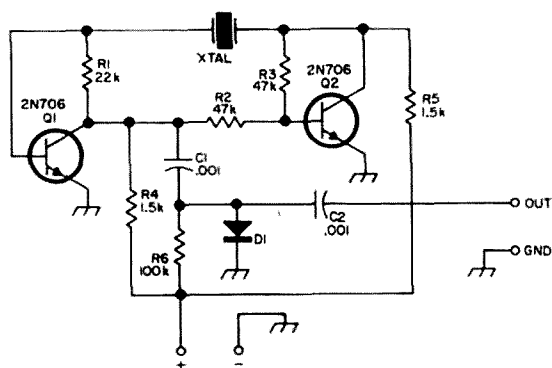 XTAL
R1
22k
R3
47k
2N706
Q2
R5
1.5k
2N706
Q1
R2
47k
C1
.001
R4
1.5k
C2
.001
OUT
D1
R6
100k
GND
+
-